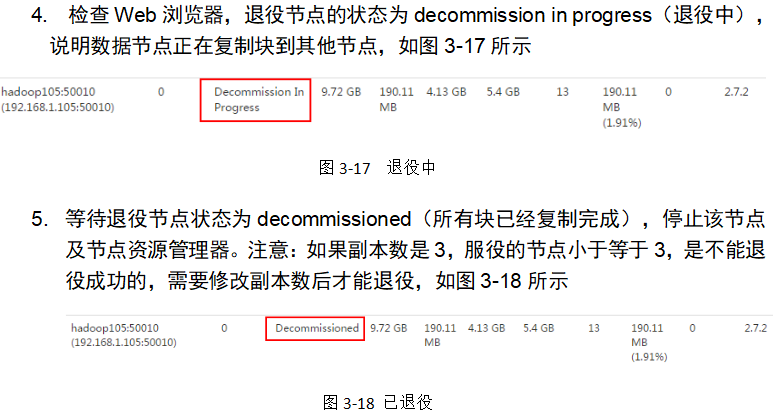 4. 检查 Web 浏览器，退役节点的状态为 decommission in progress（退役中），
说明数据节点正在复制块到其他节点，如图 3-17 所示
hadoop105:50010 0 Decommission In 9.72 GB 190.11 4.13 GB 5.4 GB 13 190.11 0 2.7.2
(192.168.1.105:50010) Progress MB MB
(1.91%)
图 3-17 退役中
5. 等待退役节点状态为 decommissioned（所有块已经复制完成），停止该节点
及节点资源管理器。注意：如果副本数是 3，服役的节点小于等于 3，是不能退
役成功的，需要修改副本数后才能退役，如图 3-18 所示
hadoop105:50010 0 Decommissioned 9.72 GB 190.11 4.13 GB 5.4 GB 13 190.11 0 2.7.2
(192.168.1.105:50010) MB MB
(1.91%)
图 3-18 已退役